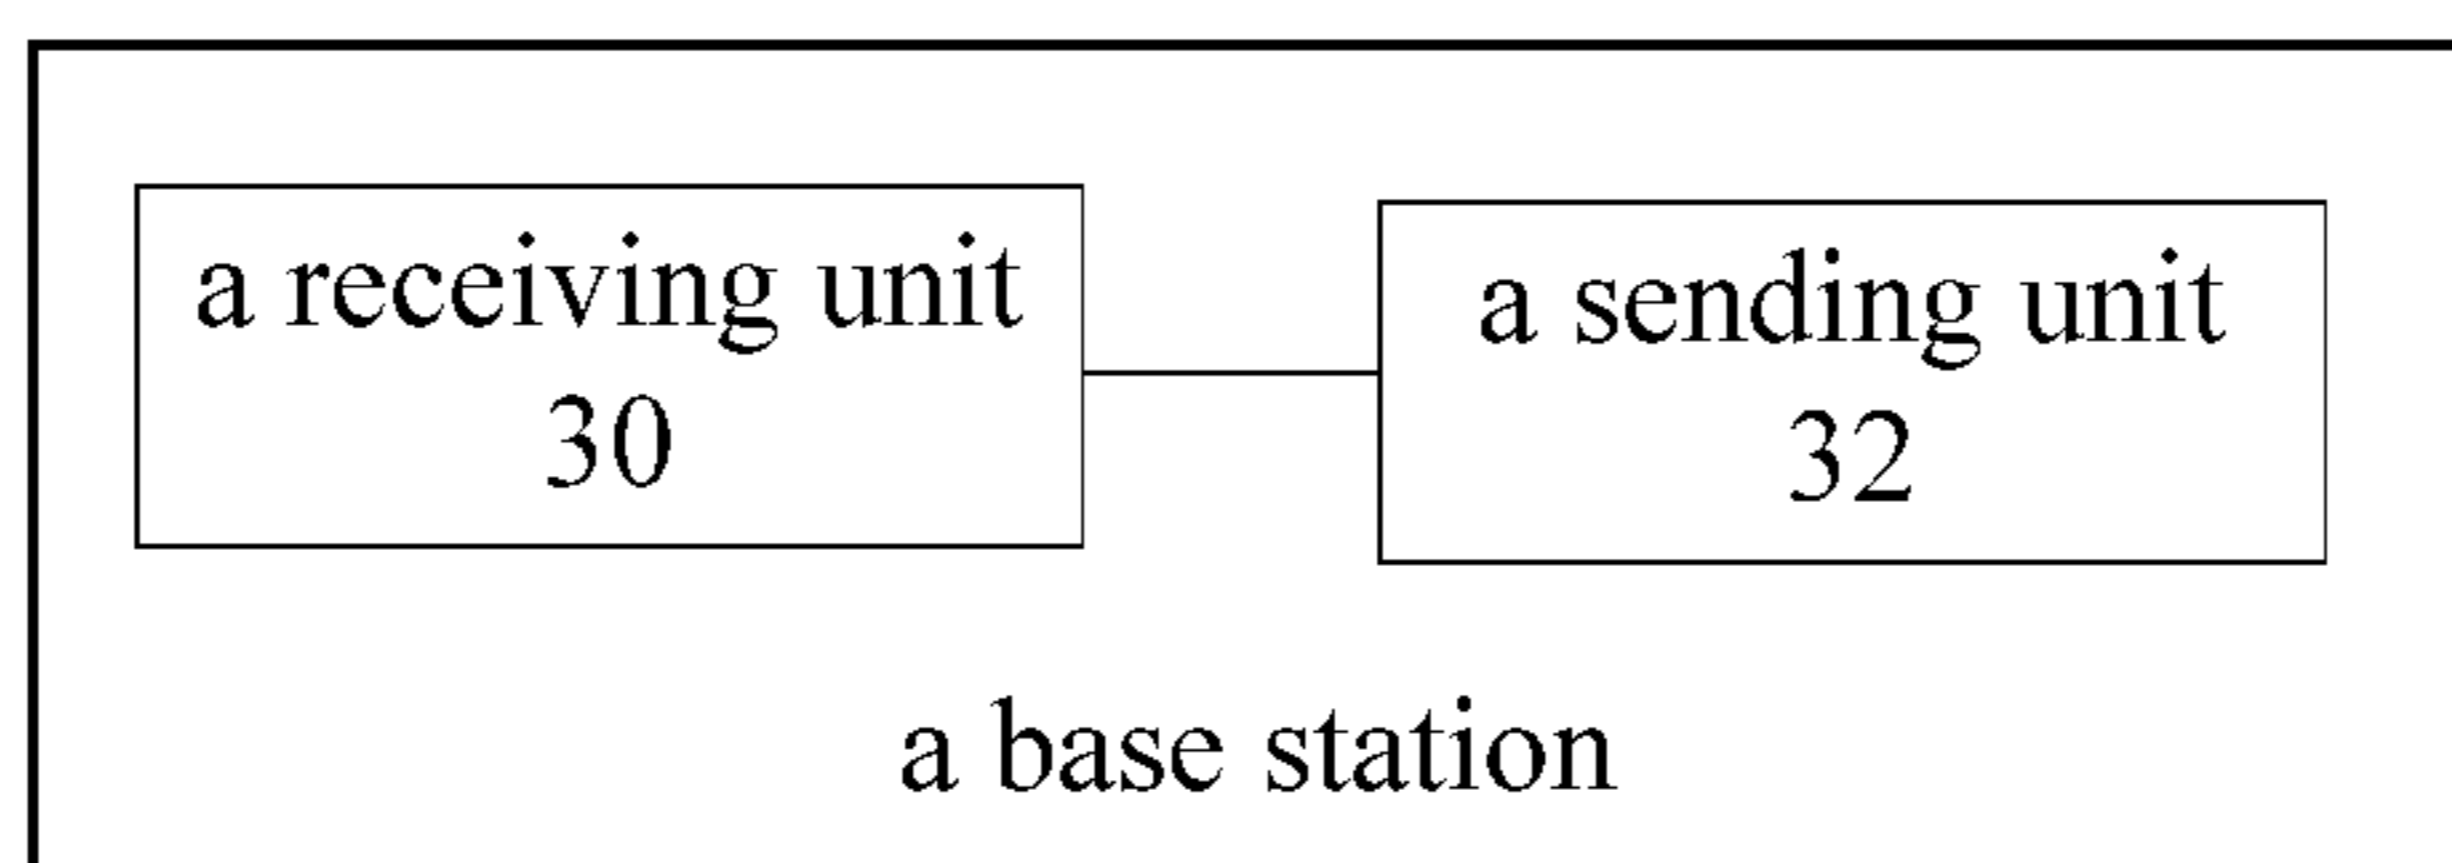 a receiving unit
30
a sending unit
32
a base station